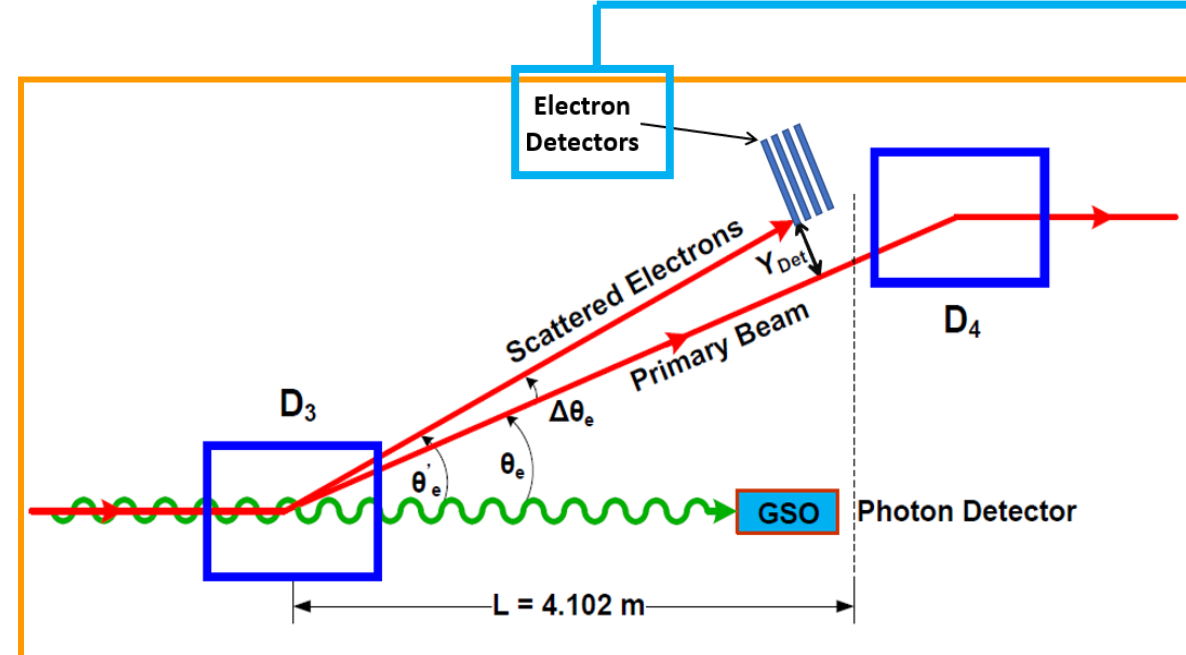 Electron
Detectors
Scattered Electrons
Y_Det
Primary Beam
D₄
D₃
Δθₑ
θₑ
θ'ₑ
GSO
Photon Detector
L = 4.102 m